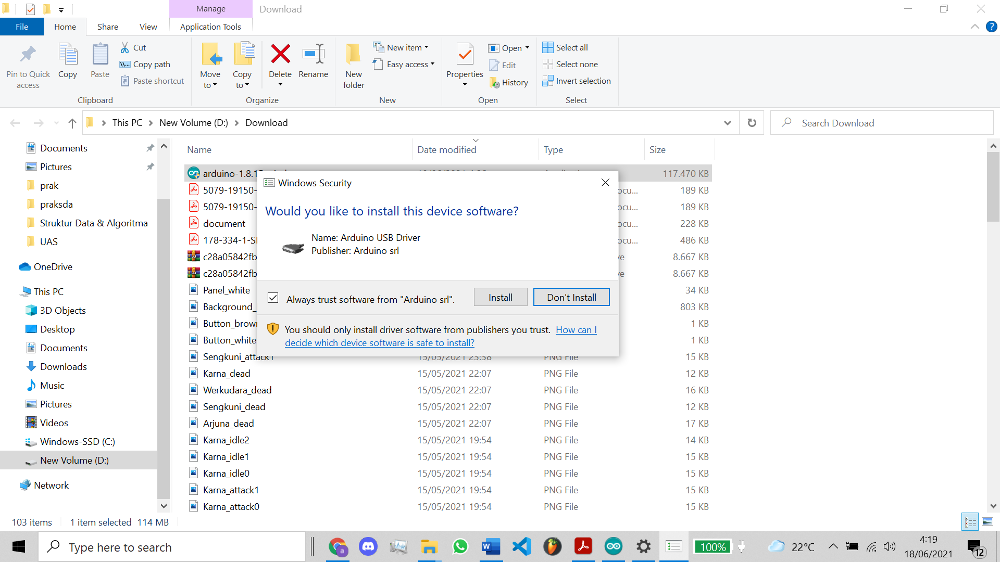 Manage
Download
File
Home
Share
View
Application Tools
Pin to Quick access
Copy
Paste
Cut
Copy path
Paste shortcut
Clipboard
Move to
Copy to
Delete
Rename
Organize
New folder
New item
Easy access
New
Properties
Open
Edit
History
Open
Select all
Select none
Invert selection
Select
This PC
New Volume (D:)
Download
Search Download
Documents
Pictures
prak
praksda
Struktur Data & Algoritma
UAS
OneDrive
This PC
3D Objects
Desktop
Documents
Downloads
Music
Pictures
Videos
Windows-SSD (C:)
New Volume (D:)
Network
Name Date modified Type Size
arduino-1.8.1 117.470 KB
5079-19150- ocu... 189 KB
5079-19150- ocu... 189 KB
document ocu... 228 KB
178-334-1- ocu... 486 KB
c28a05842fb ve 8.667 KB
c28a05842fb ve 8.667 KB
Panel_white 34 KB
Background_ 803 KB
Button_brow 1 KB
Button_white 1 KB
Sengkuni_attack1 15/05/2021 23:38 PNG File 15 KB
Karna_dead 15/05/2021 22:07 PNG File 12 KB
Werkudara_dead 15/05/2021 22:07 PNG File 16 KB
Sengkuni_dead 15/05/2021 22:07 PNG File 12 KB
Arjuna_dead 15/05/2021 22:07 PNG File 17 KB
Karna_idle2 15/05/2021 19:54 PNG File 14 KB
Karna_idle1 15/05/2021 19:54 PNG File 15 KB
Karna_idle0 15/05/2021 19:54 PNG File 15 KB
Karna_attack1 15/05/2021 19:54 PNG File 15 KB
Karna_attack0 15/05/2021 19:54 PNG File 15 KB
Windows Security
Would you like to install this device software?
Name: Arduino USB Driver
Publisher: Arduino srl
Always trust software from "Arduino srl".
Install
Don't Install
You should only install driver software from publishers you trust. How can I
decide which device software is safe to install?
103 items 1 item selected 114 MB
Type here to search
100%
22°C
4:19
18/06/2021
12